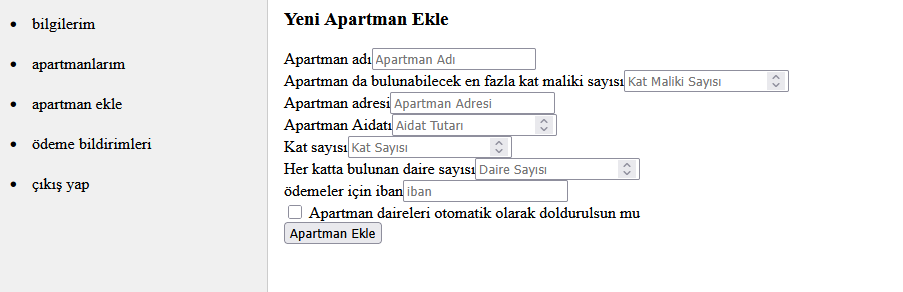 bilgilerim
apartmanlarım
apartman ekle
ödeme bildirimleri
çıkış yap
Yeni Apartman Ekle
Apartman adı Apartman Adı
Apartman da bulunabilecek en fazla kat maliki sayısı Kat Maliki Sayısı
Apartman adresi Apartman Adresi
Apartman Aidatı Aidat Tutarı
Kat sayısı Kat Sayısı
Her katta bulunan daire sayısı Daire Sayısı
ödemeler için iban iban
Apartman daireleri otomatik olarak doldurulsun mu
Apartman Ekle